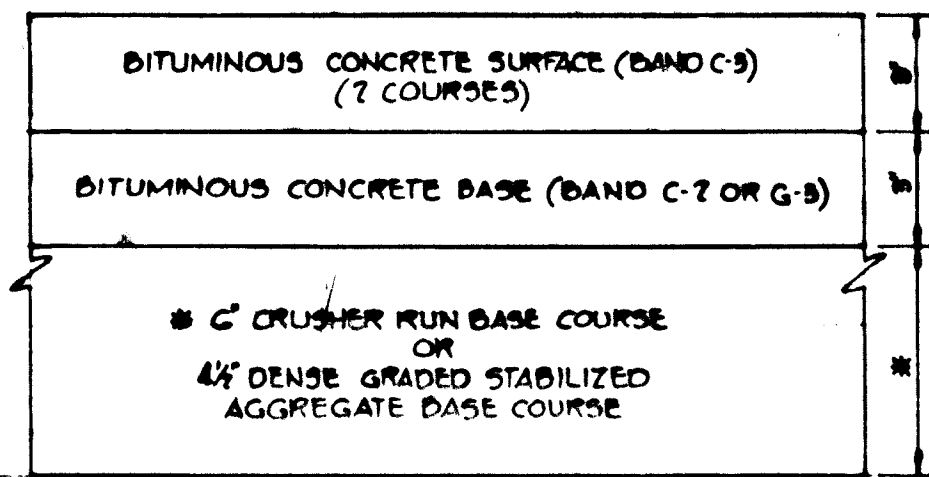 BITUMINOUS CONCRETE SURFACE (BAND C-3)
(2 COURSES)
BITUMINOUS CONCRETE BASE (BAND C-2 OR G-3)
* 6" CRUSHER RUN BASE COURSE
OR
4½" DENSE GRADED STABILIZED
AGGREGATE BASE COURSE
*